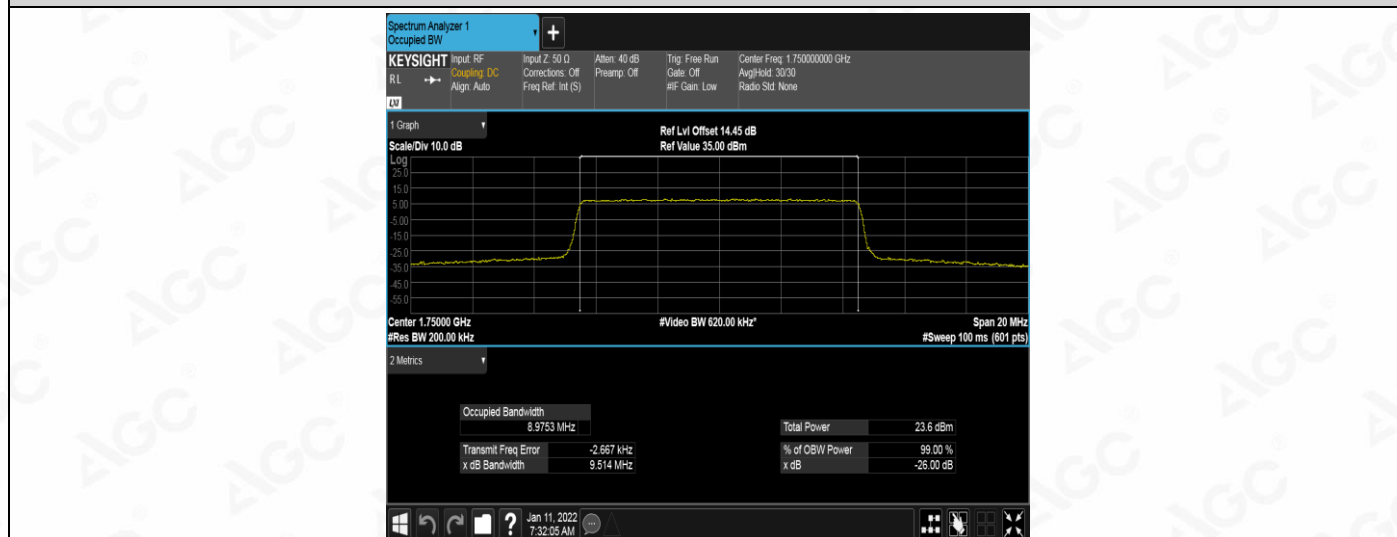 Spectrum Analyzer 1
Occupied BW
+
KEYSIGHT
RL
LXI
Input: RF
Coupling: DC
Align: Auto
Input Z: 50 Ω
Corrections: Off
Freq Ref: Int (S)
Atten: 40 dB
Preamp: Off
Trig: Free Run
Gate: Off
#IF Gain: Low
Center Freq: 1.750000000 GHz
Avg|Hold: 30/30
Radio Std: None
1 Graph
Scale/Div 10.0 dB
Ref Lvl Offset 14.45 dB
Ref Value 35.00 dBm
Log
25.0
15.0
5.00
-5.00
-15.0
-25.0
-35.0
-45.0
-55.0
Center 1.75000 GHz
#Video BW 620.00 kHz*
Span 20 MHz
#Res BW 200.00 kHz
#Sweep 100 ms (601 pts)
2 Metrics
Occupied Bandwidth
8.9753 MHz
Transmit Freq Error -2.667 kHz
x dB Bandwidth 9.514 MHz
Total Power 23.6 dBm
% of OBW Power 99.00 %
x dB -26.00 dB
?
Jan 11, 2022
7:32:05 AM
AGC